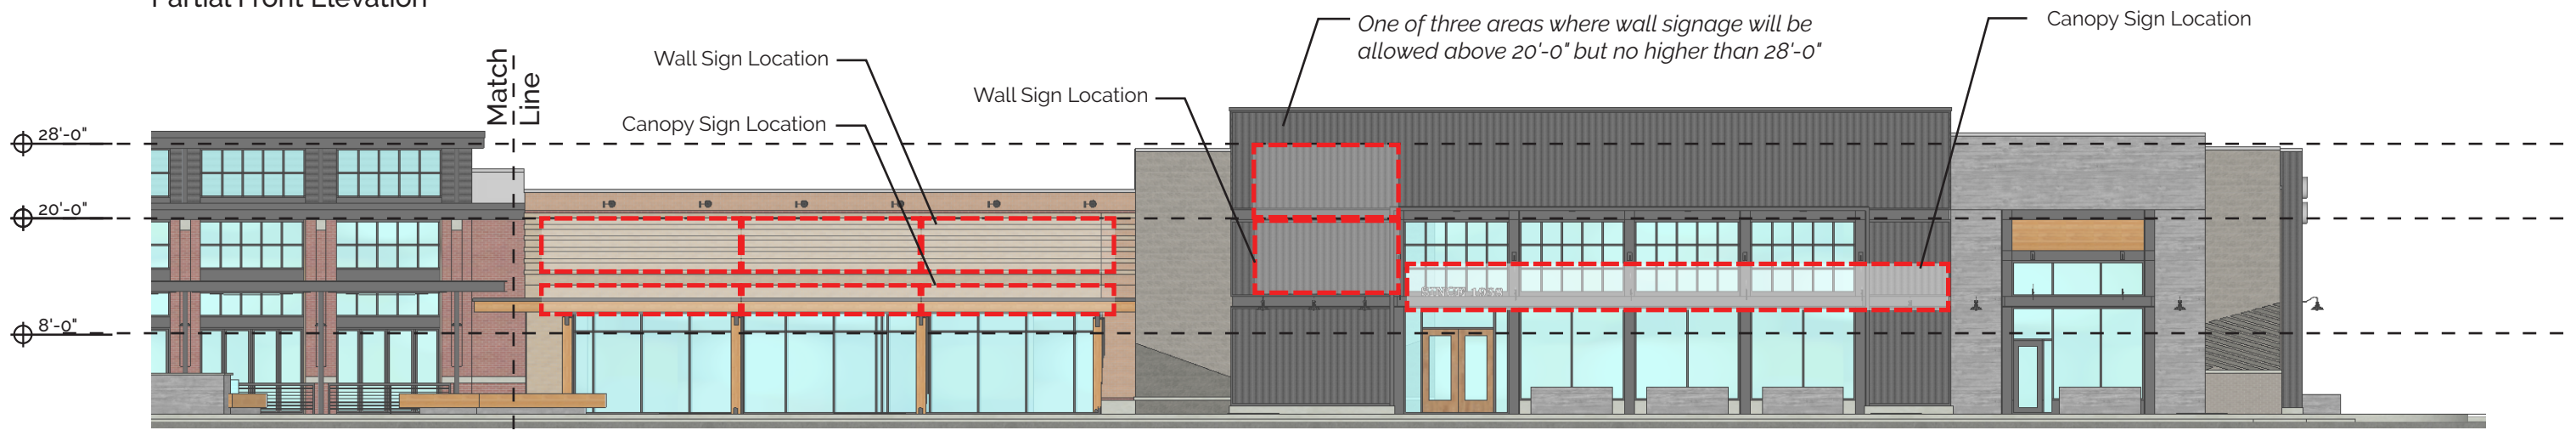 Partial Front Elevation
One of three areas where wall signage will be
allowed above 20'-0" but no higher than 28'-0"
Canopy Sign Location
Match
Line
Wall Sign Location
Wall Sign Location
Canopy Sign Location
28'-0"
20'-0"
8'-0"